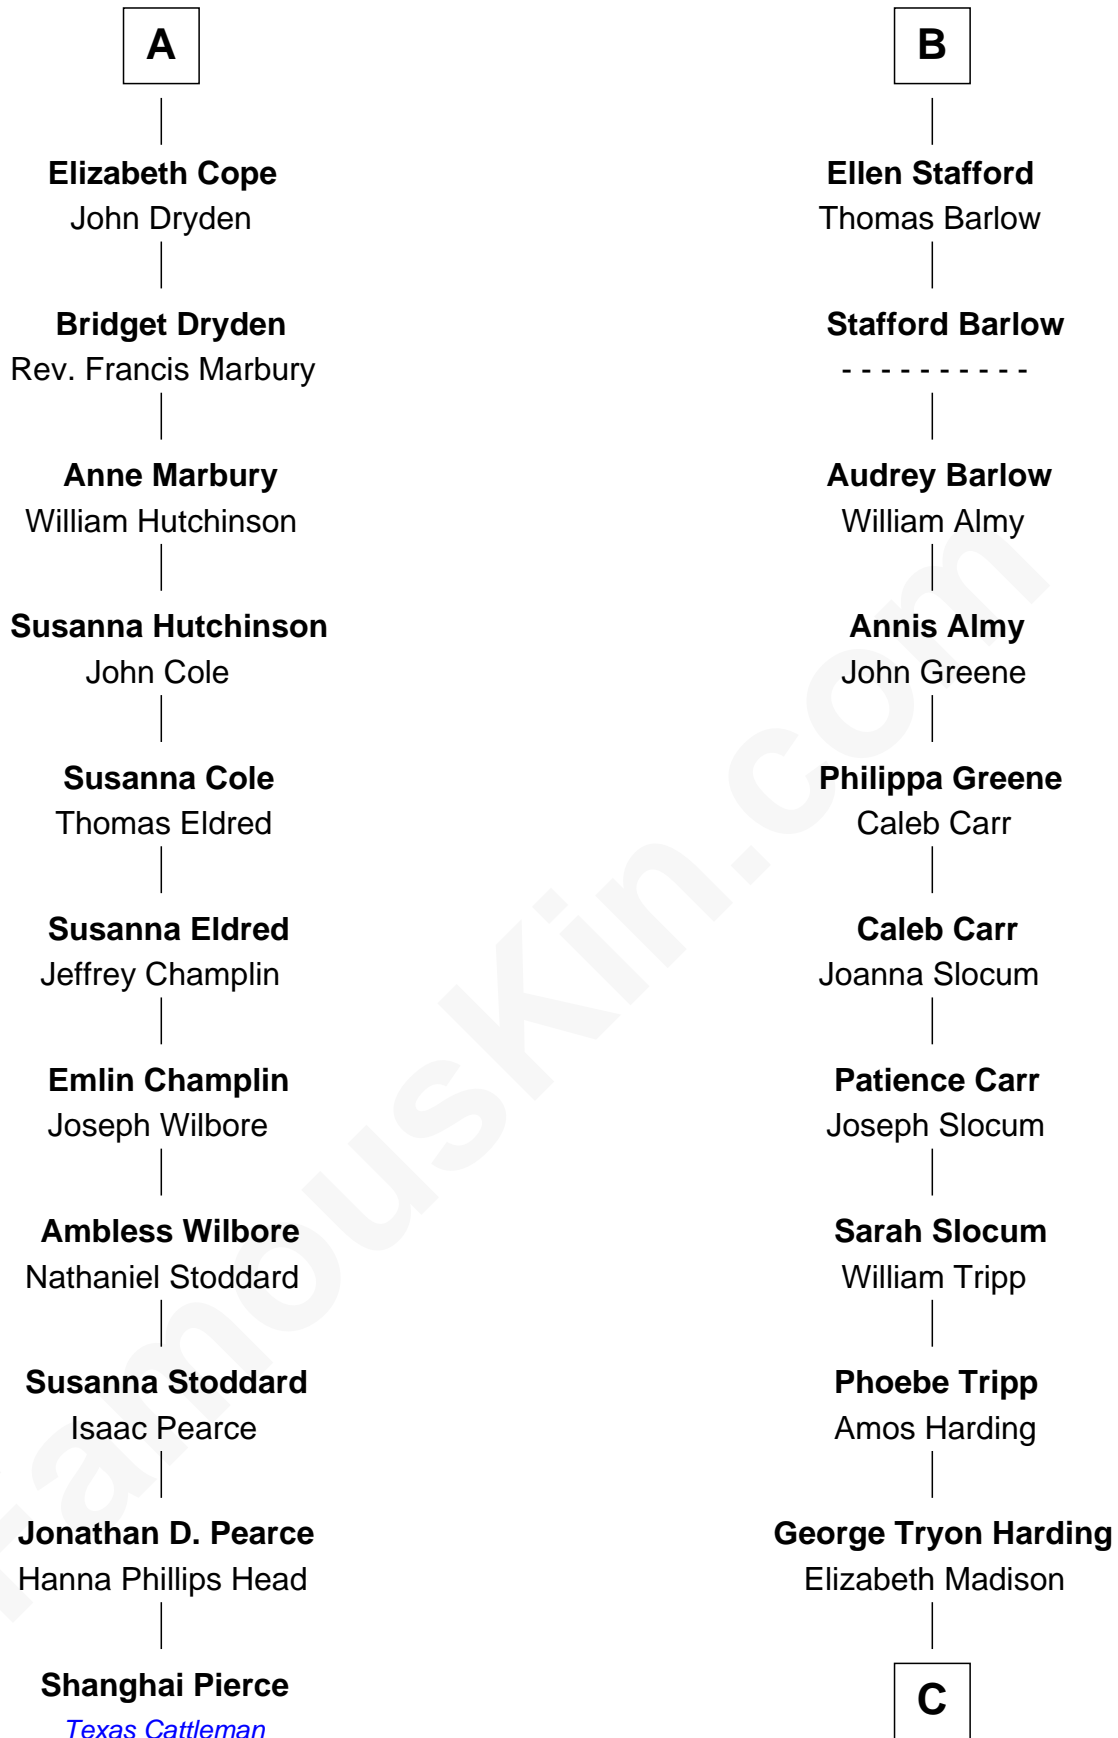 A
Elizabeth Cope
John Dryden
Bridget Dryden
Rev. Francis Marbury
Anne Marbury
William Hutchinson
Susanna Hutchinson
John Cole
Susanna Cole
Thomas Eldred
Susanna Eldred
Jeffrey Champlin
Emlin Champlin
Joseph Wilbore
Ambless Wilbore
Nathaniel Stoddard
Susanna Stoddard
Isaac Pearce
Jonathan D. Pearce
Hanna Phillips Head
Shanghai Pierce
Texas Cattleman
B
Ellen Stafford
Thomas Barlow
Stafford Barlow
- - - - - - - - - -
Audrey Barlow
William Almy
Annis Almy
John Greene
Philippa Greene
Caleb Carr
Caleb Carr
Joanna Slocum
Patience Carr
Joseph Slocum
Sarah Slocum
William Tripp
Phoebe Tripp
Amos Harding
George Tryon Harding
Elizabeth Madison
C
FamousKin.com